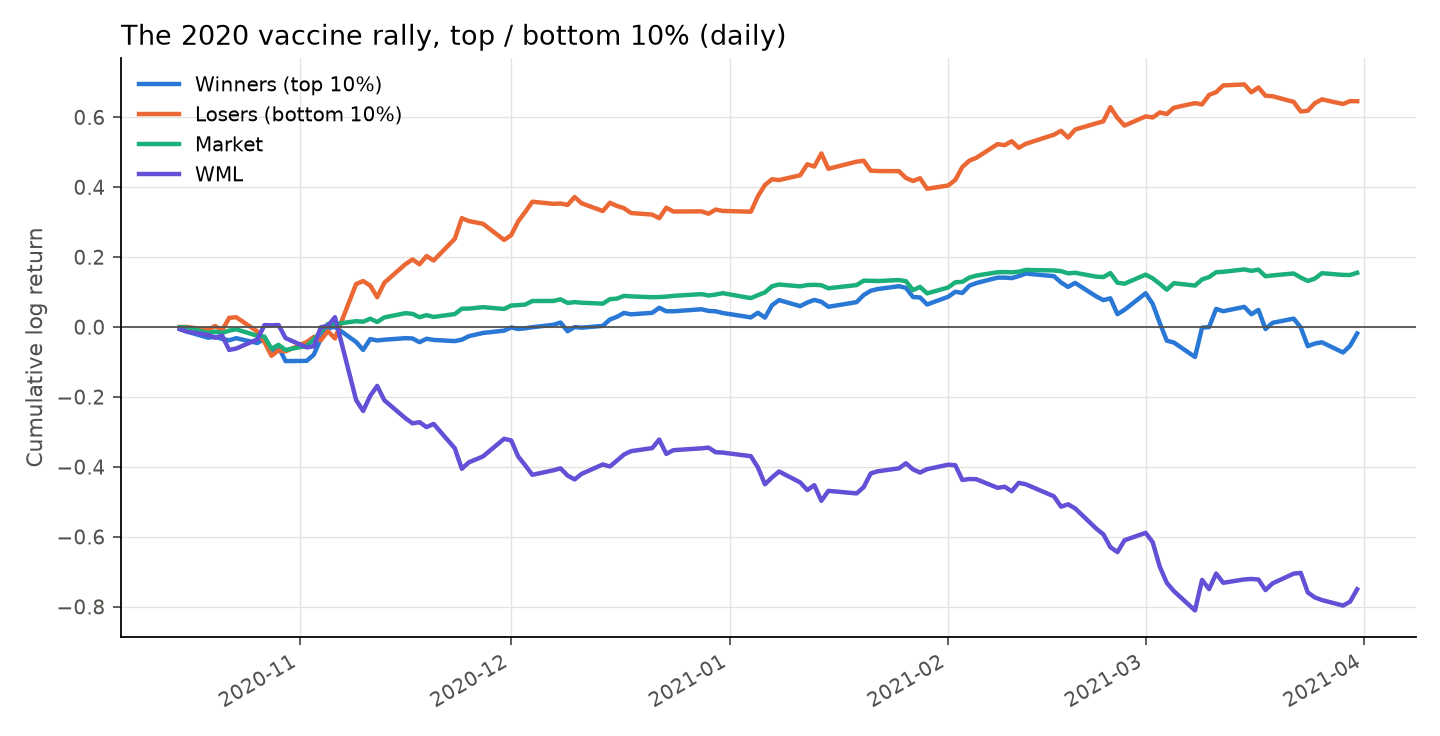 The 2020 vaccine rally, top / bottom 10% (daily)
Winners (top 10%)
Losers (bottom 10%)
Market
WML
Cumulative log return
0.6
0.4
0.2
0.0
−0.2
−0.4
−0.6
−0.8
2020-11
2020-12
2021-01
2021-02
2021-03
2021-04